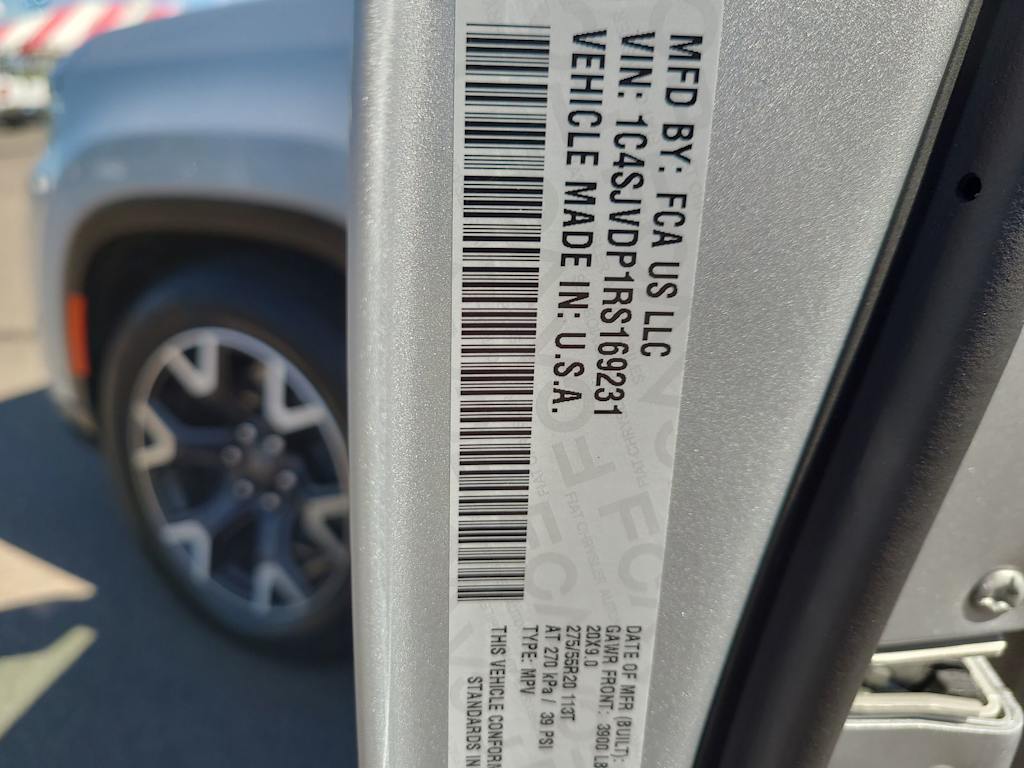 MFD BY: FCA US LLC
VIN: 1C4SJVDP1RS169231
VEHICLE MADE IN: U.S.A.
DATE OF MFR (BUILT):
GAWR FRONT: 3900 LB
20X9.0
275/55R20 113T
AT 270 kPa / 39 PSI
TYPE: MPV
THIS VEHICLE CONFORM
STANDARDS IN